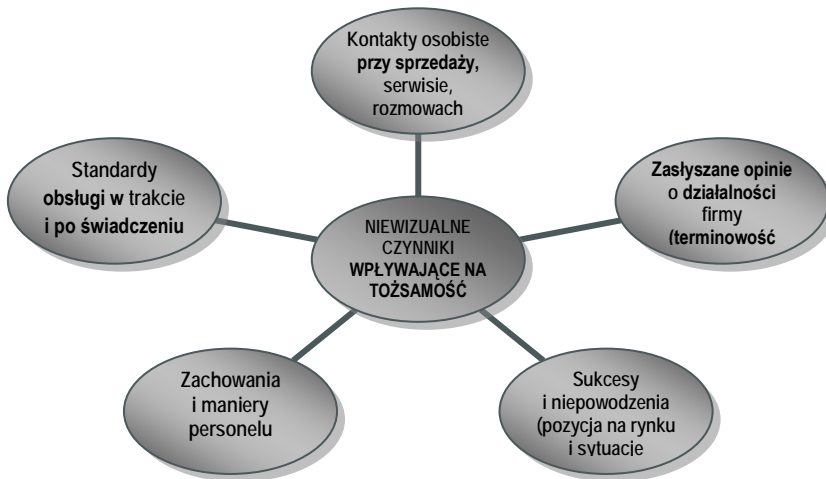 Kontakty osobiste
przy sprzedaży,
serwisie,
rozmowach
Standardy
obsługi w trakcie
i po świadczeniu
Zasłyszane opinie
o działalności
firmy
(terminowość
NIEWIZUALNE
CZYNNIKI
WPŁYWAJĄCE NA
TOŻSAMOŚĆ
Zachowania
i maniery
personelu
Sukcesy
i niepowodzenia
(pozycja na rynku
i sytuacje